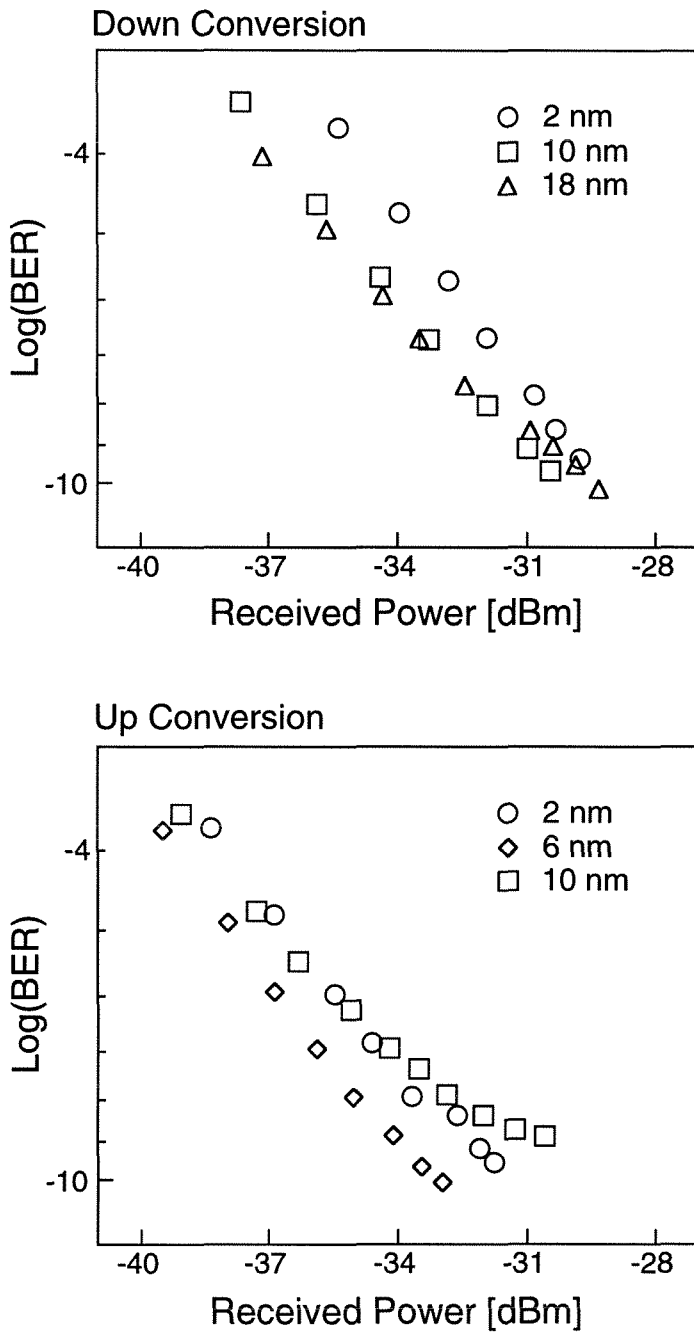 Down Conversion
2 nm
10 nm
18 nm
-4
-10
Log(BER)
-40
-37
-34
-31
-28
Received Power [dBm]
Up Conversion
2 nm
6 nm
10 nm
-4
-10
Log(BER)
-40
-37
-34
-31
-28
Received Power [dBm]